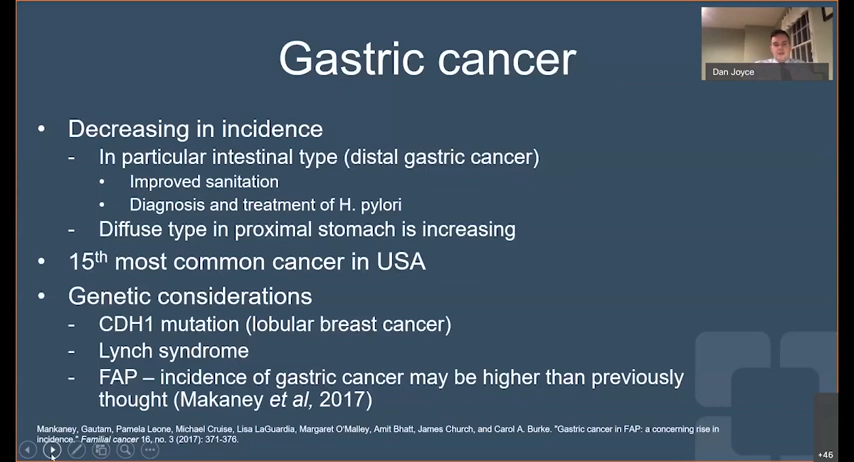 Gastric cancer
Dan Joyce
• Decreasing in incidence
- In particular intestinal type (distal gastric cancer)
• Improved sanitation
• Diagnosis and treatment of H. pylori
- Diffuse type in proximal stomach is increasing
• 15th most common cancer in USA
• Genetic considerations
- CDH1 mutation (lobular breast cancer)
- Lynch syndrome
- FAP – incidence of gastric cancer may be higher than previously
thought (Makaney et al, 2017)
Mankaney, Gautam, Pamela Leone, Michael Cruise, Lisa LaGuardia, Margaret O'Malley, Amit Bhatt, James Church, and Carol A. Burke. "Gastric cancer in FAP: a concerning rise in
incidence." Familial cancer 16, no. 3 (2017): 371-376.
+46